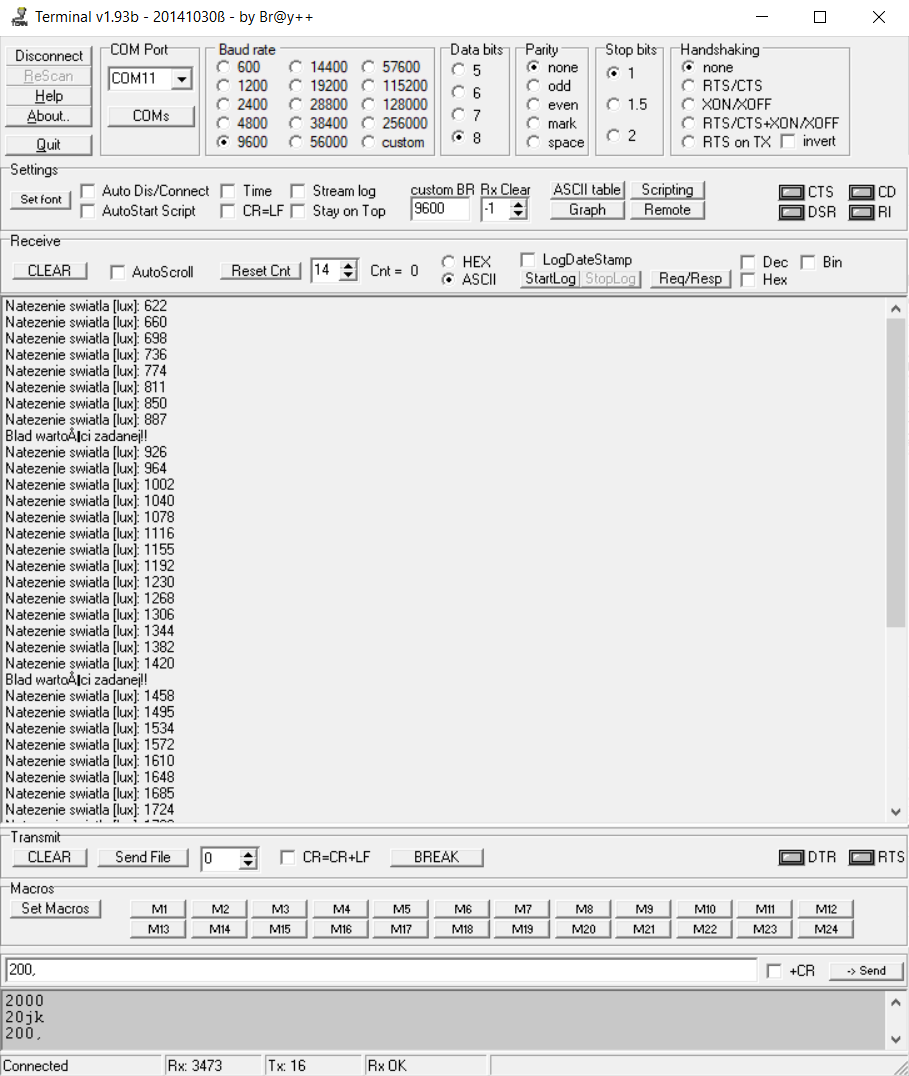 Terminal v1.93b - 20141030ß - by Br@y++
Disconnect
ReScan
Help
About..
Quit
COM Port
COM11
COMs
Baud rate
600 14400 57600
1200 19200 115200
2400 28800 128000
4800 38400 256000
9600 56000 custom
Data bits
5
6
7
8
Parity
none
odd
even
mark
space
Stop bits
1
1.5
2
Handshaking
none
RTS/CTS
XON/XOFF
RTS/CTS+XON/XOFF
RTS on TX invert
Settings
Set font
Auto Dis/Connect Time Stream log
AutoStart Script CR=LF Stay on Top
custom BR Rx Clear
9600 -1
ASCII table Scripting
Graph Remote
CTS CD
DSR RI
Receive
CLEAR AutoScroll Reset Cnt 14 Cnt = 0
HEX
ASCII
LogDateStamp
StartLog StopLog Req/Resp
Dec Bin
Hex
Natezenie swiatla [lux]: 622
Natezenie swiatla [lux]: 660
Natezenie swiatla [lux]: 698
Natezenie swiatla [lux]: 736
Natezenie swiatla [lux]: 774
Natezenie swiatla [lux]: 811
Natezenie swiatla [lux]: 850
Natezenie swiatla [lux]: 887
Blad zadanej!!
Natezenie swiatla [lux]: 926
Natezenie swiatla [lux]: 964
Natezenie swiatla [lux]: 1002
Natezenie swiatla [lux]: 1040
Natezenie swiatla [lux]: 1078
Natezenie swiatla [lux]: 1116
Natezenie swiatla [lux]: 1155
Natezenie swiatla [lux]: 1192
Natezenie swiatla [lux]: 1230
Natezenie swiatla [lux]: 1268
Natezenie swiatla [lux]: 1306
Natezenie swiatla [lux]: 1344
Natezenie swiatla [lux]: 1382
Natezenie swiatla [lux]: 1420
Blad zadanej!!
Natezenie swiatla [lux]: 1458
Natezenie swiatla [lux]: 1495
Natezenie swiatla [lux]: 1534
Natezenie swiatla [lux]: 1572
Natezenie swiatla [lux]: 1610
Natezenie swiatla [lux]: 1648
Natezenie swiatla [lux]: 1685
Natezenie swiatla [lux]: 1724
Transmit
CLEAR Send File 0 CR=CR+LF BREAK DTR RTS
Macros
Set Macros M1 M2 M3 M4 M5 M6 M7 M8 M9 M10 M11 M12
M13 M14 M15 M16 M17 M18 M19 M20 M21 M22 M23 M24
200, +CR -> Send
2000
20jk
200,
Connected Rx: 3473 Tx: 16 Rx OK